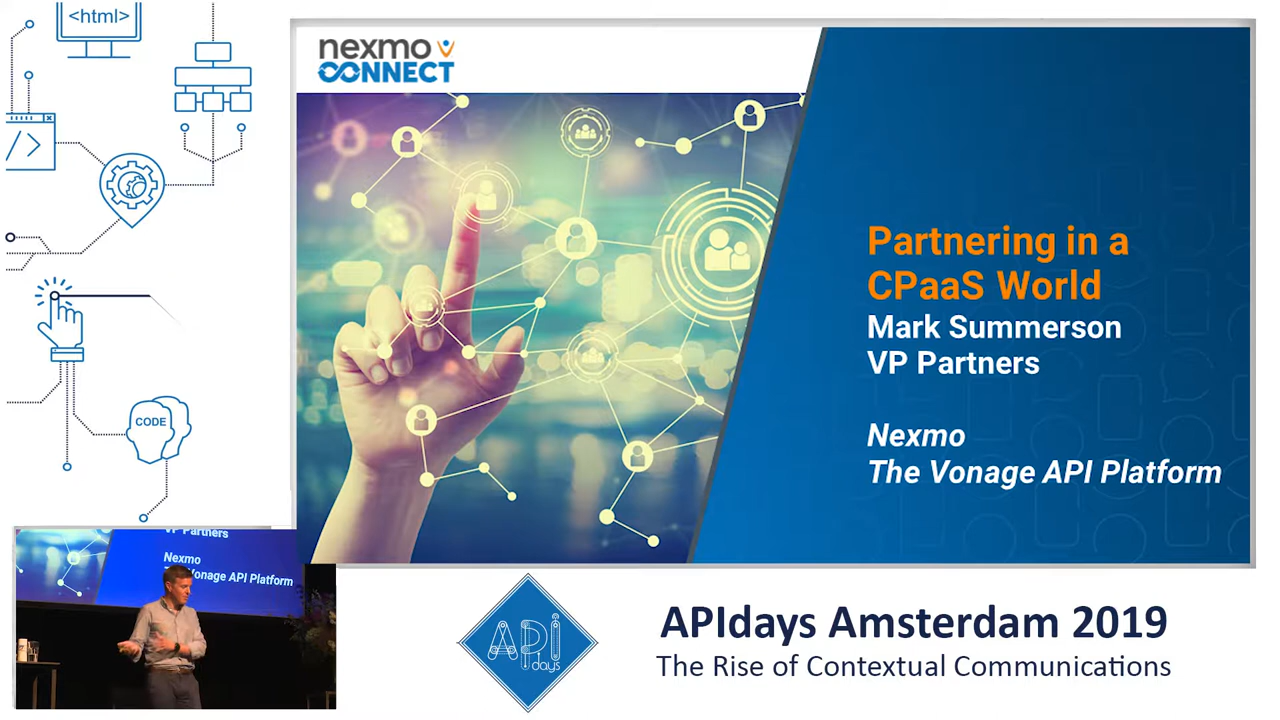 <html>
nexmo
CONNECT
</>
Partnering in a
CPaaS World
Mark Summerson
VP Partners
Nexmo
The Vonage API Platform
CODE
VP Partners
Nexmo
The Vonage API Platform
API
days
APIdays Amsterdam 2019
The Rise of Contextual Communications